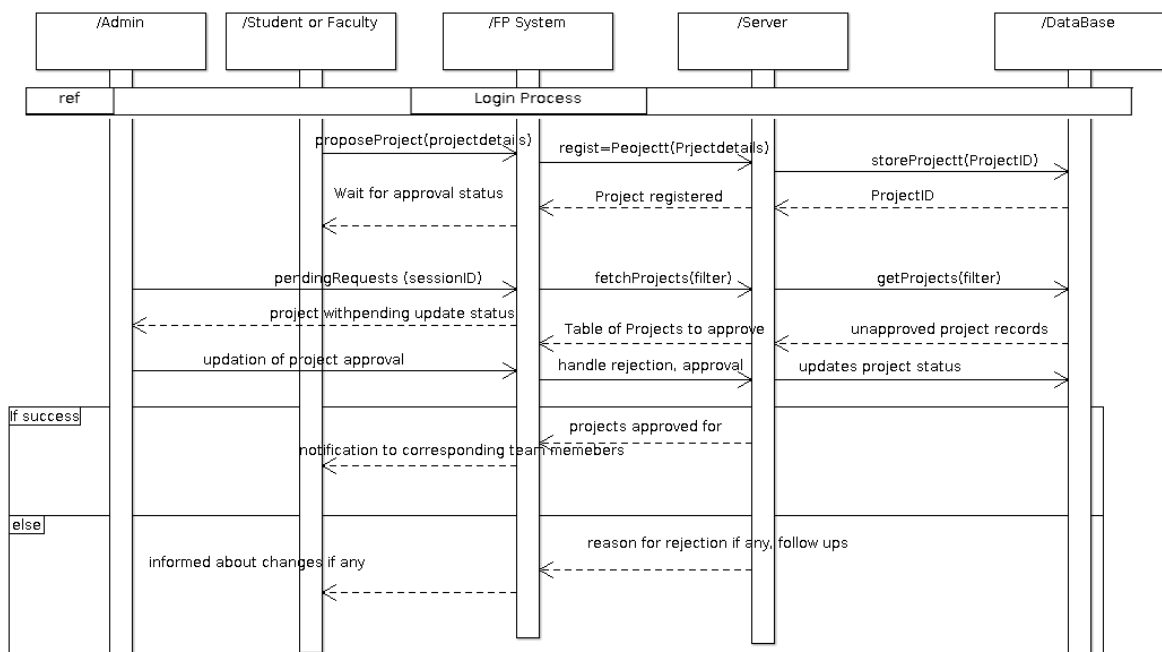 /Admin
/Student or Faculty
/FP System
/Server
/DataBase
ref
Login Process
proposeProject(projectdetails)
regist=Peojectt(Prjectdetails)
storeProjectt(ProjectID)
Wait for approval status
Project registered
ProjectID
pendingRequests (sessionID)
fetchProjects(filter)
getProjects(filter)
project withpending update status
Table of Projects to approve
unapproved project records
updation of project approval
handle rejection, approval
updates project status
If success
projects approved for
notification to corresponding team memebers
else
reason for rejection if any, follow ups
informed about changes if any